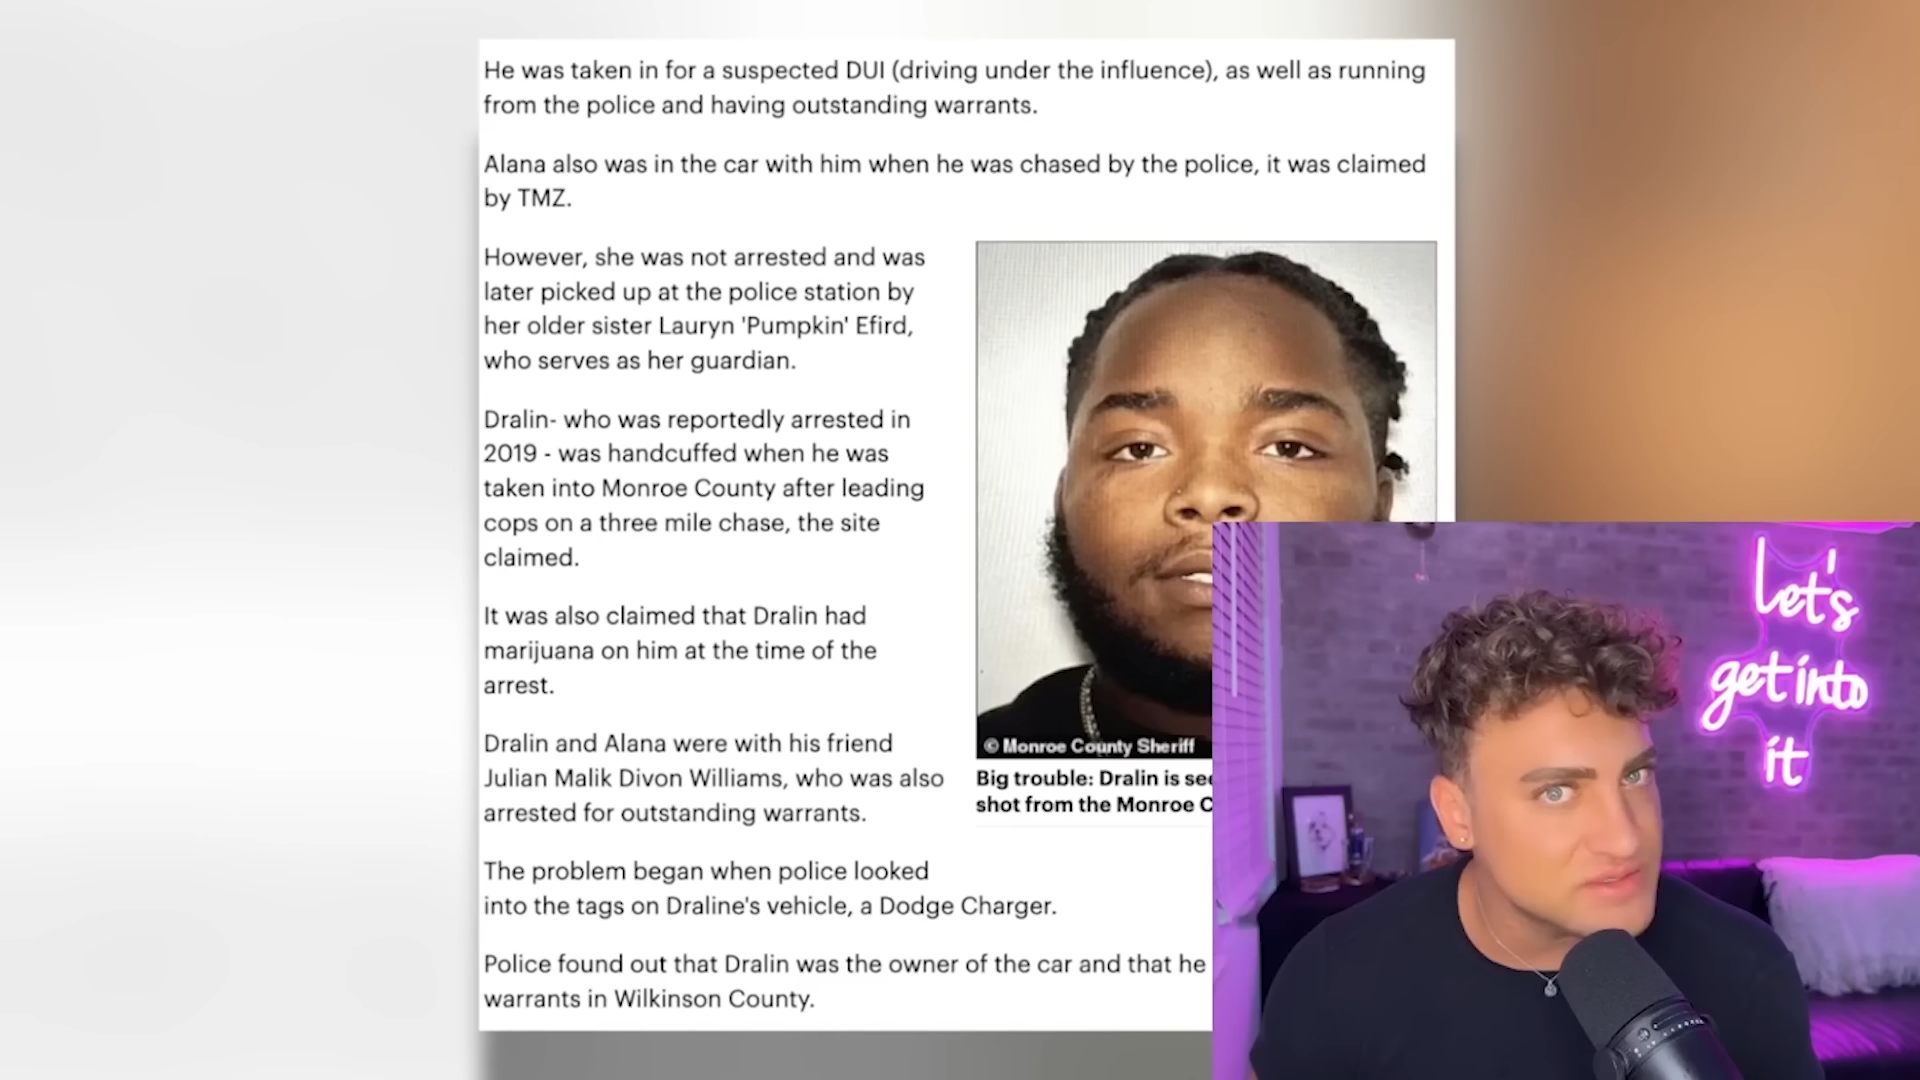 He was taken in for a suspected DUI (driving under the influence), as well as running
from the police and having outstanding warrants.
Alana also was in the car with him when he was chased by the police, it was claimed
by TMZ.
However, she was not arrested and was
later picked up at the police station by
her older sister Lauryn 'Pumpkin' Efird,
who serves as her guardian.
Dralin- who was reportedly arrested in
2019 - was handcuffed when he was
taken into Monroe County after leading
cops on a three mile chase, the site
claimed.
It was also claimed that Dralin had
marijuana on him at the time of the
arrest.
Dralin and Alana were with his friend
Julian Malik Divon Williams, who was also
arrested for outstanding warrants.
The problem began when police looked
into the tags on Draline's vehicle, a Dodge Charger.
Police found out that Dralin was the owner of the car and that he
warrants in Wilkinson County.
© Monroe County Sheriff
Big trouble: Dralin is
shot from the Monroe
let's
get into
it